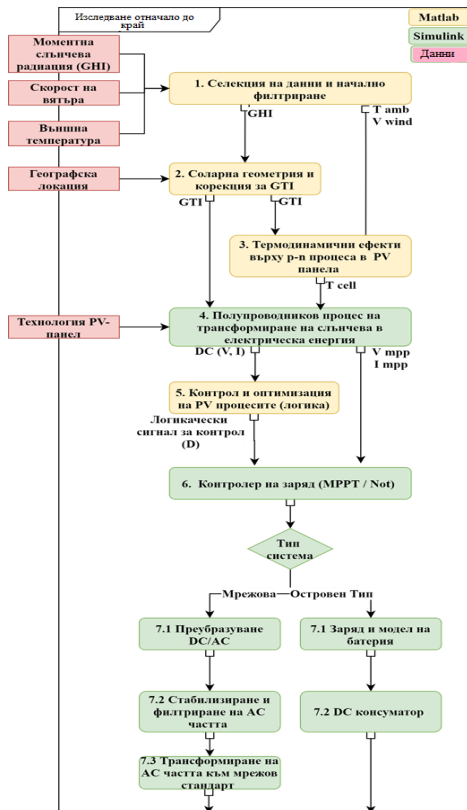 Изследване отначало до
край
Matlab
Simulink
Данни
Моментна
слънчева
радиация (GHI)
Скорост на
вятъра
Външна
температура
1. Селекция на данни и начално
филтриране
GHI
T amb
V wind
Географска
локация
2. Соларна геометрия и
корекция за GTI
GTI
GTI
3. Термодинамични ефекти
върху p-n процеса в PV
панела
T cell
Технология PV-
панел
4. Полупроводников процес на
трансформиране на слънчева в
електрическа енергия
DC (V, I)
V mpp
I mpp
5. Контрол и оптимизация
на PV процесите (логика)
Логикачески
сигнал за контрол
(D)
6. Контролер на заряд (MPPT / Not)
Тип
система
Мрежова
Островен Тип
7.1 Преубразуване
DC/AC
7.1 Заряд и модел на
батерия
7.2 Стабилизиране и
филтриране на AC
частта
7.2 DC консуматор
7.3 Трансформиране на
AC частта към мрежов
стандарт